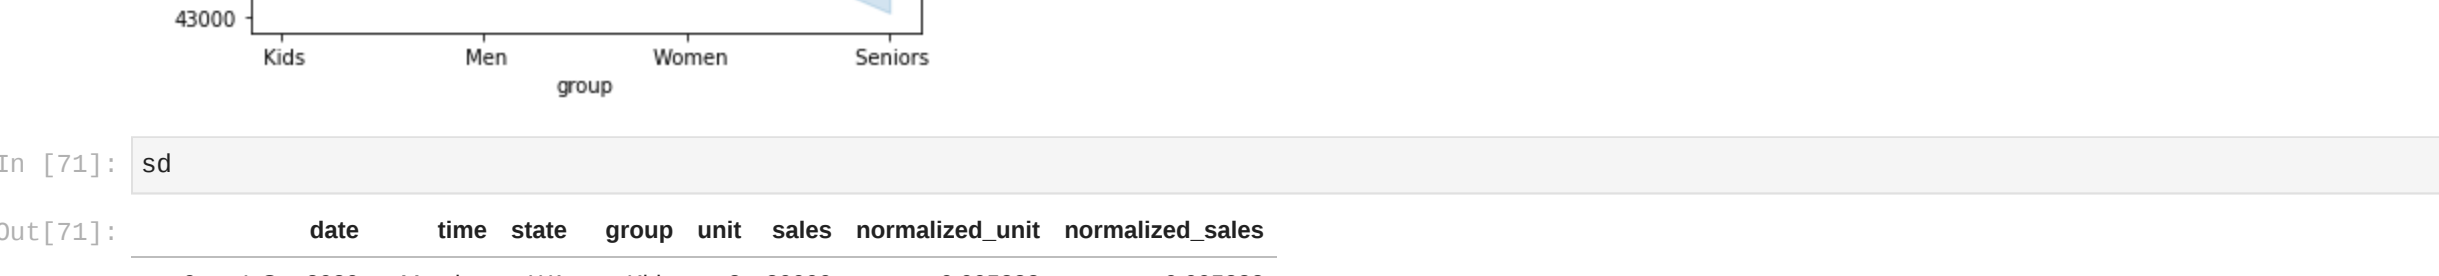 43000
Kids Men Women Seniors
group
In [71]: sd
Out[71]: date time state group unit sales normalized_unit normalized_sales